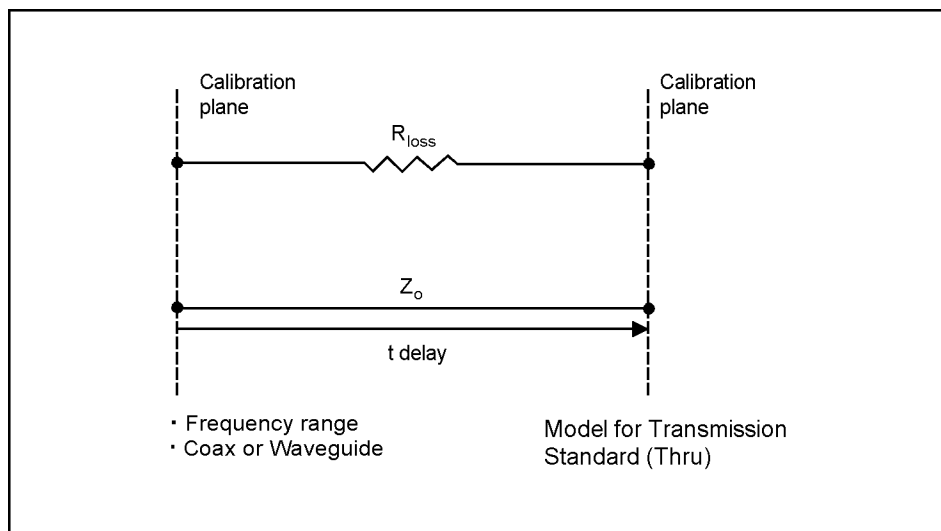 Calibration
plane
Calibration
plane
R_loss
Z_o
t delay
· Frequency range
· Coax or Waveguide
Model for Transmission
Standard (Thru)